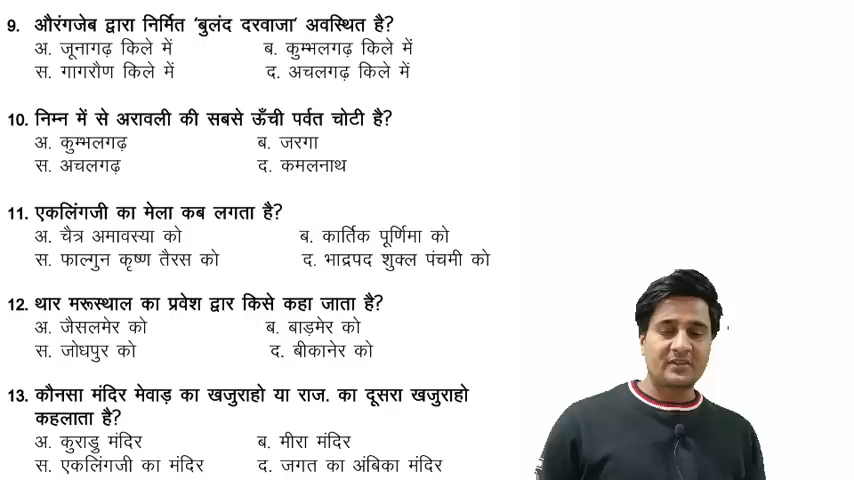 9. औरंगजेब द्वारा निर्मित 'बुलंद दरवाजा' अवस्थित है?
अ. जूनागढ़ किले में ब. कुम्भलगढ़ किले में
स. गागरौण किले में द. अचलगढ़ किले में
10. निम्न में से अरावली की सबसे ऊँची पर्वत चोटी है?
अ. कुम्भलगढ़ ब. जरगा
स. अचलगढ़ द. कमलनाथ
11. एकलिंगजी का मेला कब लगता है?
अ. चैत्र अमावस्या को ब. कार्तिक पूर्णिमा को
स. फाल्गुन कृष्ण तैरस को द. भाद्रपद शुक्ल पंचमी को
12. थार मरूस्थाल का प्रवेश द्वार किसे कहा जाता है?
अ. जैसलमेर को ब. बाड़मेर को
स. जोधपुर को द. बीकानेर को
13. कौनसा मंदिर मेवाड़ का खजुराहो या राज. का दूसरा खजुराहो
कहलाता है?
अ. कुराडु मंदिर ब. मीरा मंदिर
स. एकलिंगजी का मंदिर द. जगत का अंबिका मंदिर